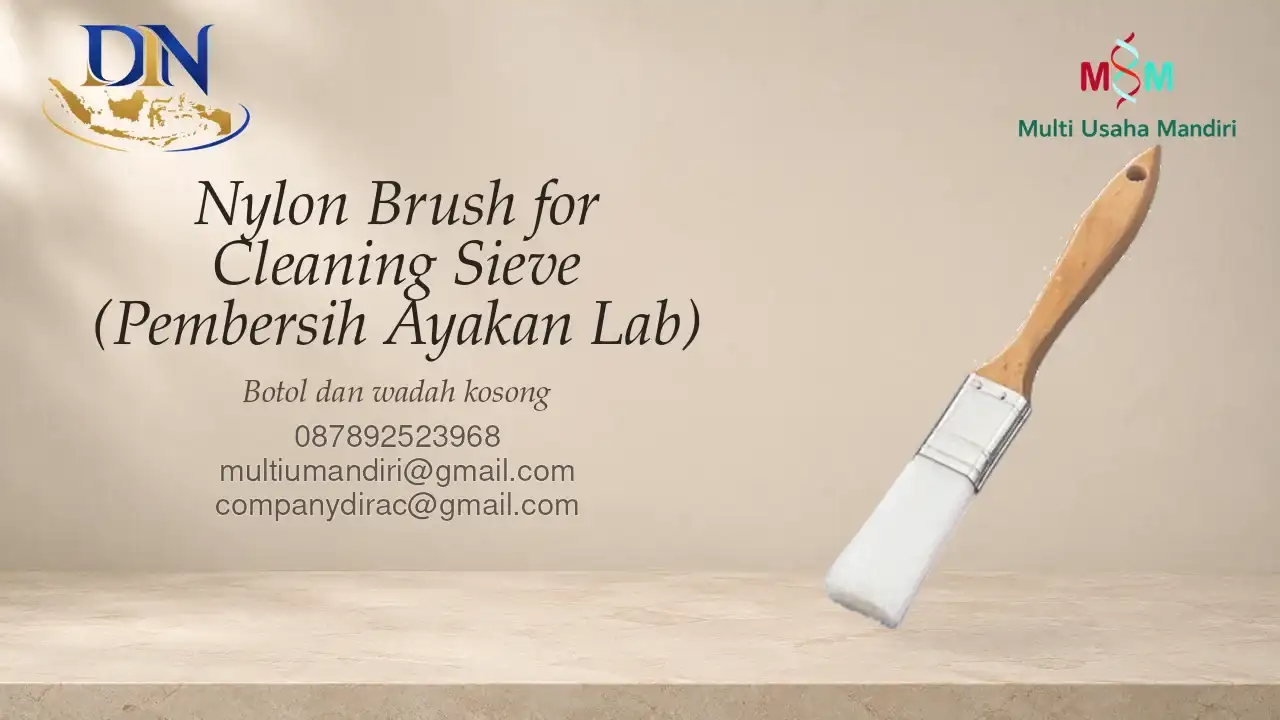 DIN
M M
Multi Usaha Mandiri
Nylon Brush for
Cleaning Sieve
(Pembersih Ayakan Lab)
Botol dan wadah kosong
087892523968
multiumandiri@gmail.com
companydirac@gmail.com